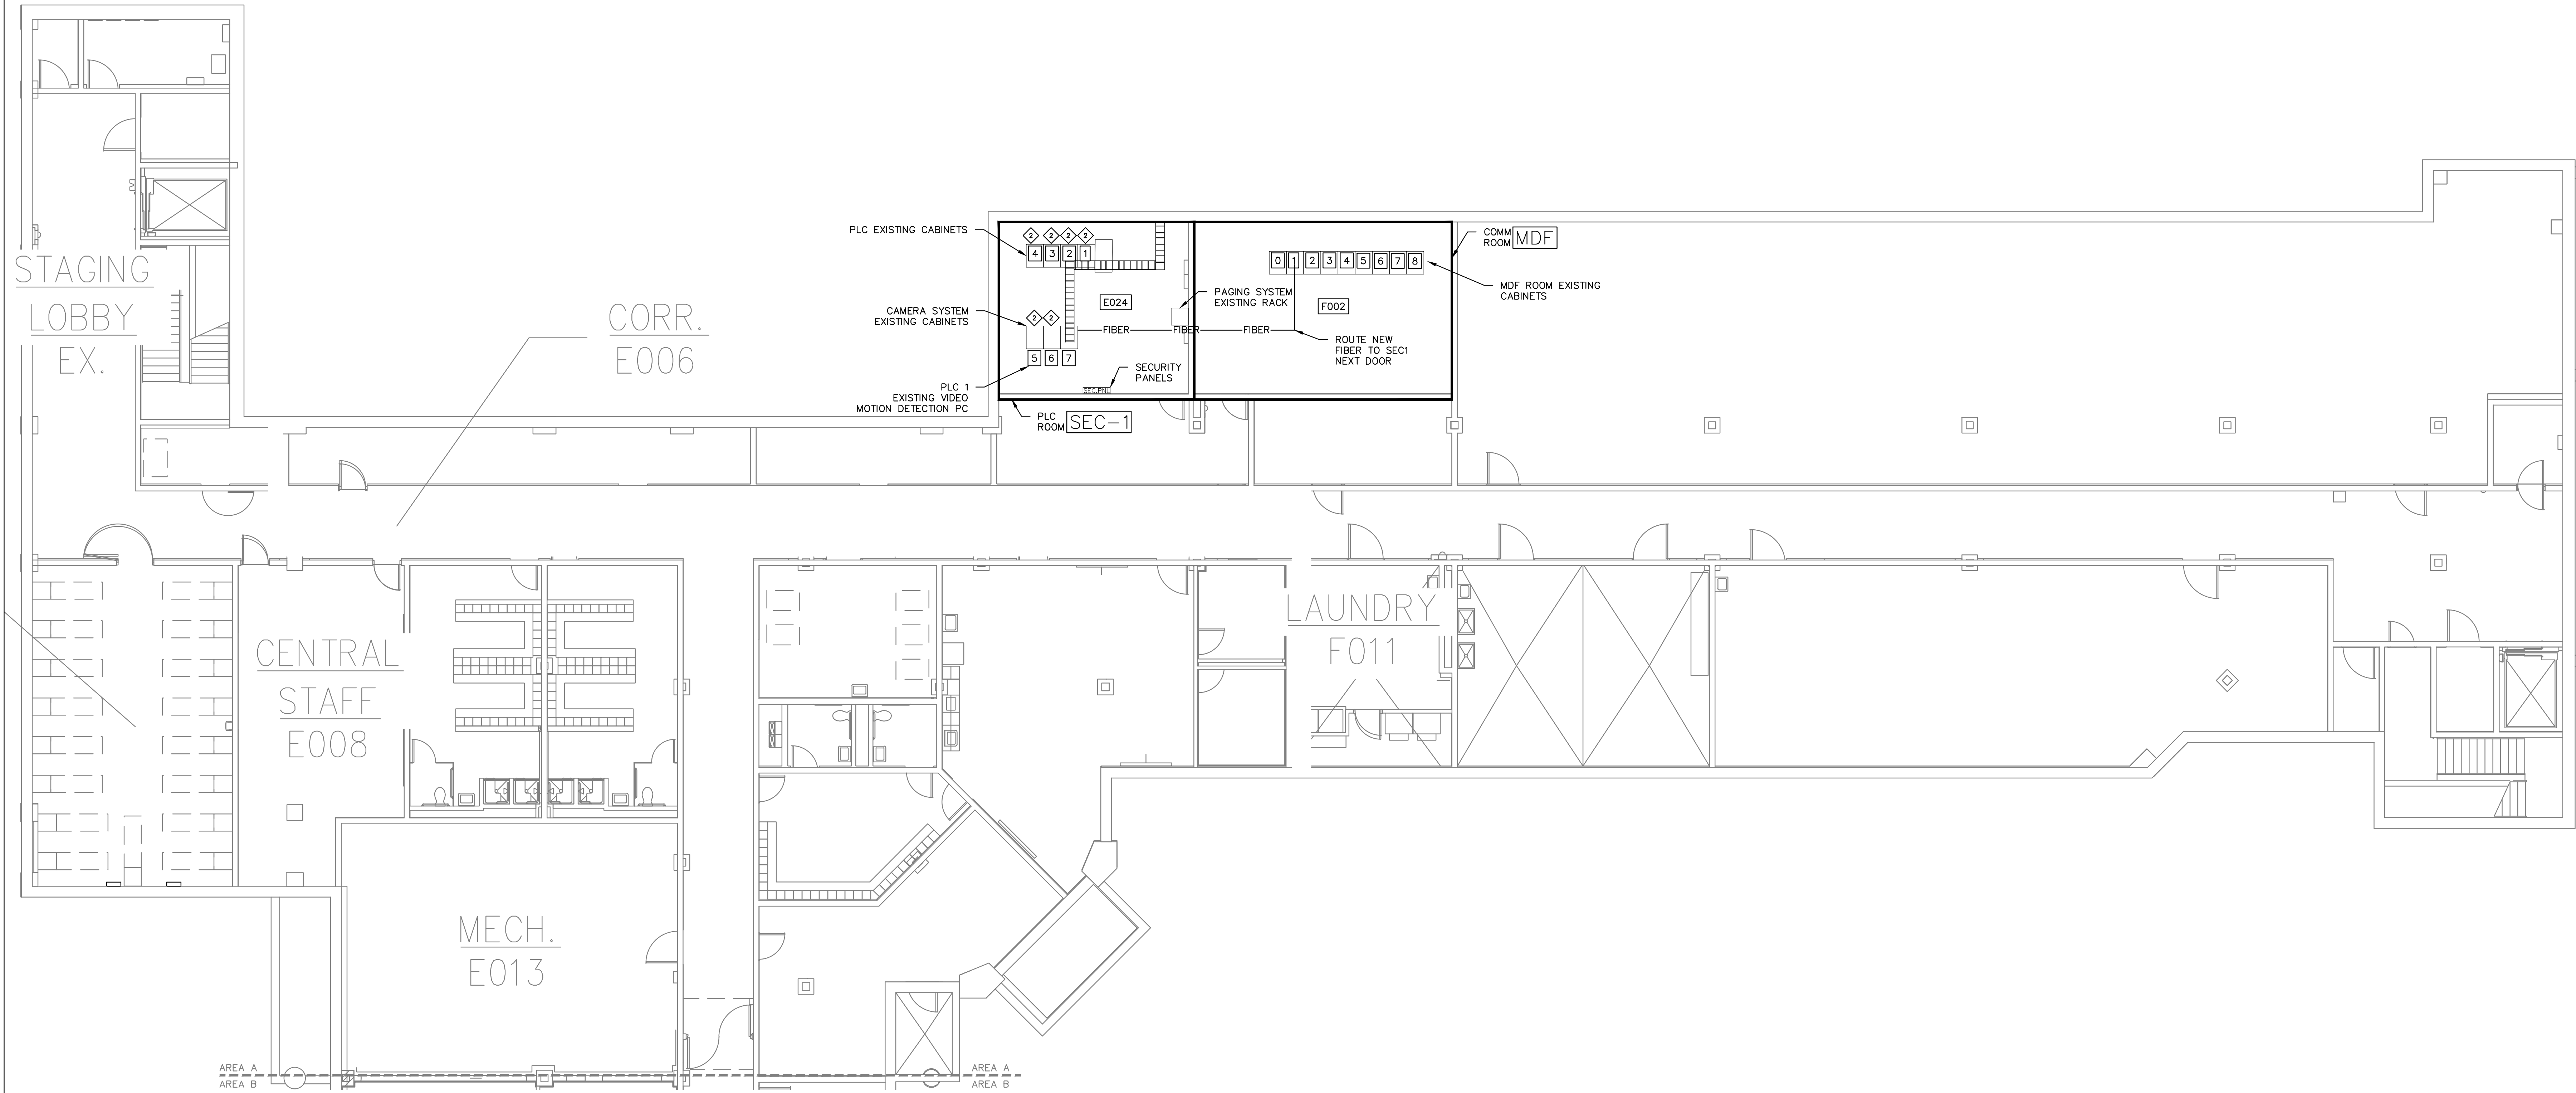 STAGING
LOBBY
EX.
CORR.
E006
PLC EXISTING CABINETS
2 2 2 2
4 3 2 1
CAMERA SYSTEM
EXISTING CABINETS
2 2
5 6 7
PLC 1
EXISTING VIDEO
MOTION DETECTION PC
E024
PAGING SYSTEM
EXISTING RACK
FIBER FIBER FIBER
SECURITY
PANELS
SEC.PNL
PLC
ROOM SEC-1
0 1 2 3 4 5 6 7 8
F002
ROUTE NEW
FIBER TO SEC1
NEXT DOOR
COMM
ROOM MDF
MDF ROOM EXISTING
CABINETS
CENTRAL
STAFF
E008
LAUNDRY
F011
MECH.
E013
AREA A
AREA B
AREA A
AREA B